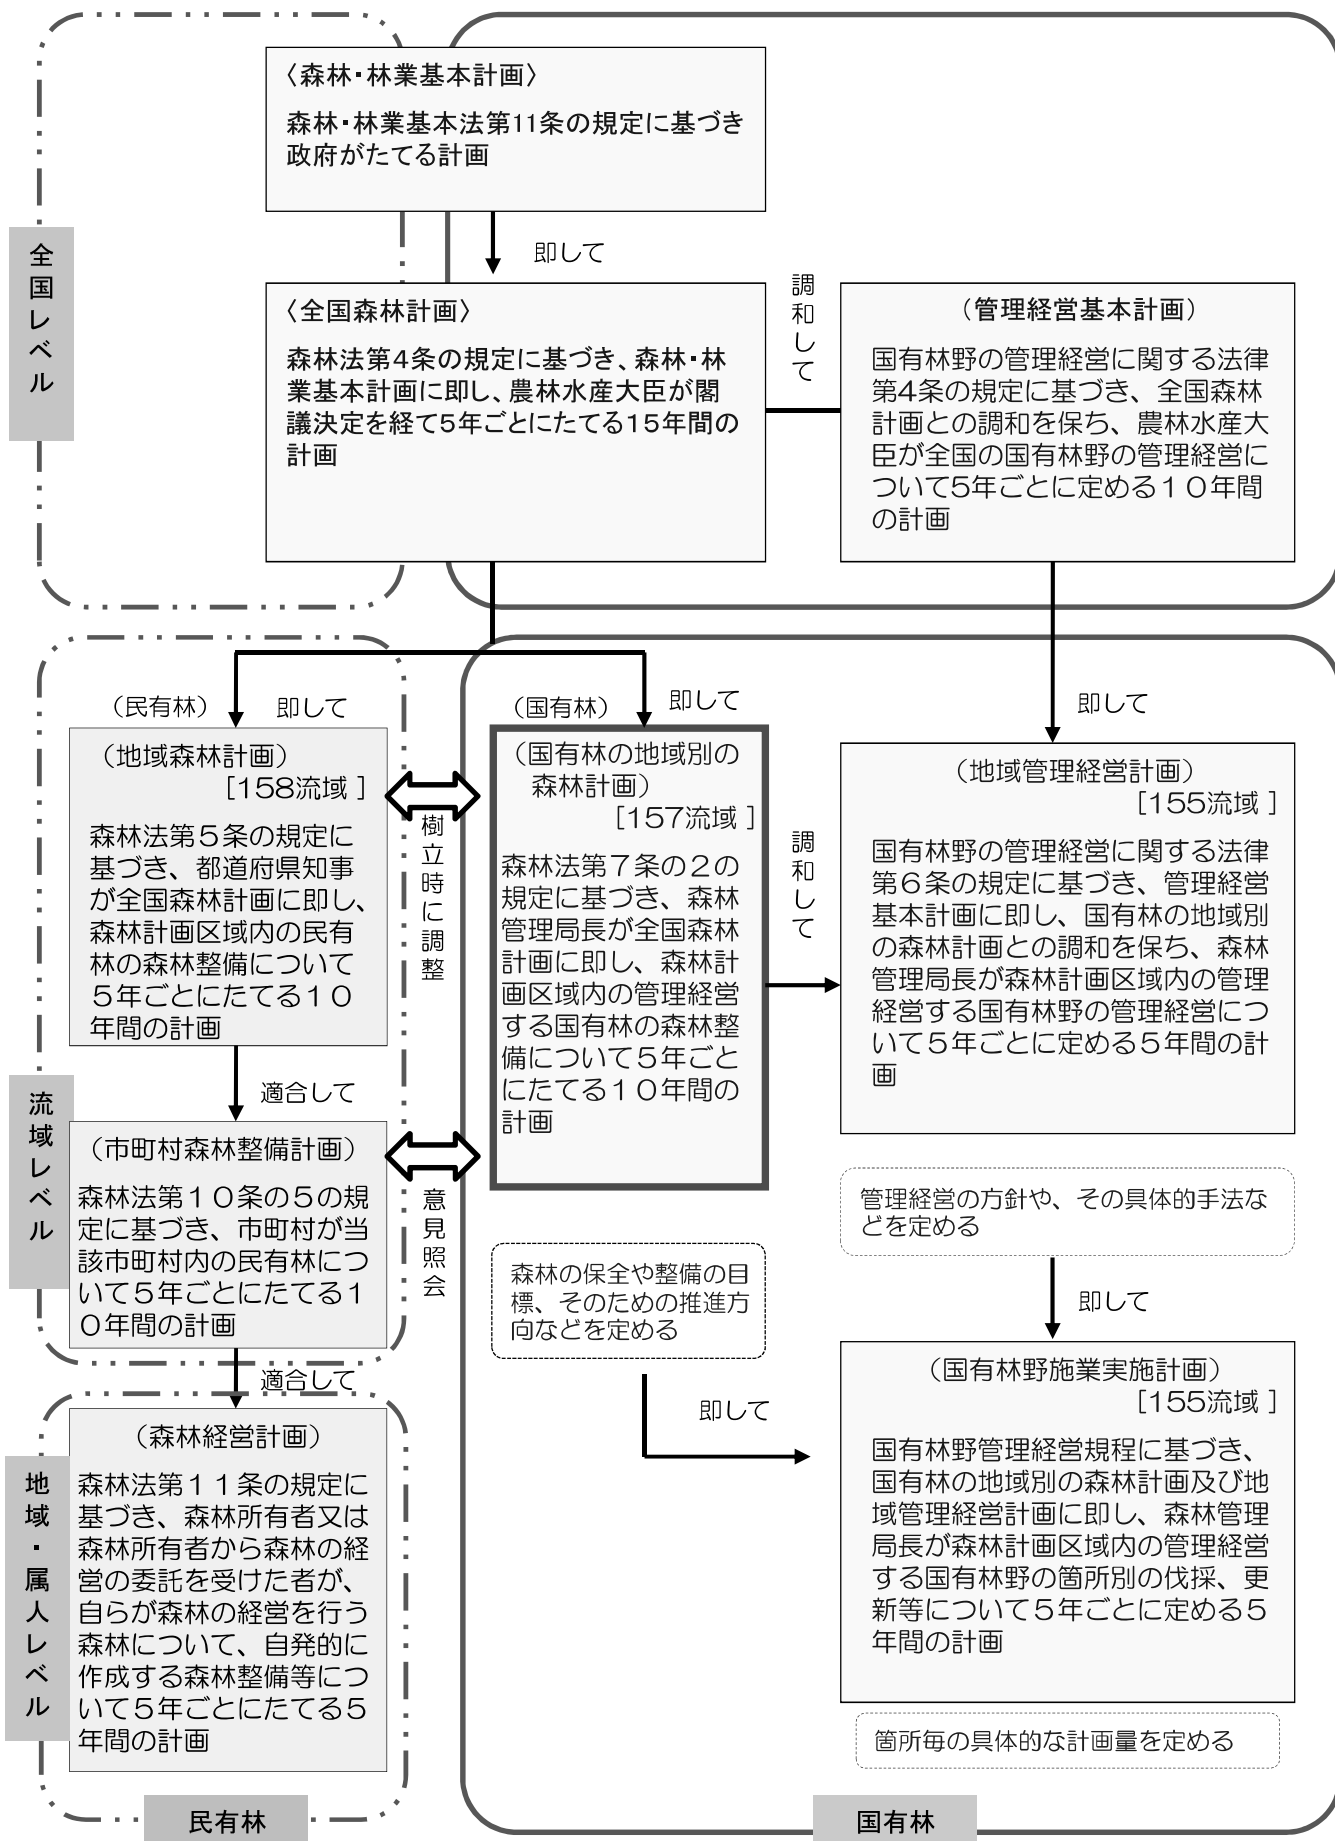 〈森林・林業基本計画〉
森林・林業基本法第11条の規定に基づき
政府がたてる計画
即して
全国レベル
〈全国森林計画〉
森林法第4条の規定に基づき、森林・林
業基本計画に即し、農林水産大臣が閣
議決定を経て5年ごとにたてる15年間の
計画
調和して
（管理経営基本計画）
国有林野の管理経営に関する法律
第4条の規定に基づき、全国森林
計画との調和を保ち、農林水産大
臣が全国の国有林野の管理経営に
ついて5年ごとに定める１０年間
の計画
（民有林）
即して
（国有林）
即して
即して
（地域森林計画）
[158流域 ]
森林法第５条の規定に
基づき、都道府県知事
が全国森林計画に即し、
森林計画区域内の民有
林の森林整備について
５年ごとにたてる１０
年間の計画
樹立時に調整
（国有林の地域別の
森林計画）
[157流域 ]
森林法第７条の２の
規定に基づき、森林
管理局長が全国森林
計画に即し、森林計
画区域内の管理経営
する国有林の森林整
備について５年ごと
にたてる１０年間の
計画
調和して
（地域管理経営計画）
[155流域 ]
国有林野の管理経営に関する法律
第６条の規定に基づき、管理経営
基本計画に即し、国有林の地域別
の森林計画との調和を保ち、森林
管理局長が森林計画区域内の管理
経営する国有林野の管理経営につ
いて５年ごとに定める５年間の計
画
適合して
流域レベル
（市町村森林整備計画）
森林法第１０条の５の規
定に基づき、市町村が当
該市町村内の民有林につ
いて５年ごとにたてる１
０年間の計画
意見照会
森林の保全や整備の目
標、そのための推進方
向などを定める
管理経営の方針や、その具体的手法な
どを定める
即して
適合して
即して
地域・属人レベル
（森林経営計画）
森林法第１１条の規定に
基づき、森林所有者又は
森林所有者から森林の経
営の委託を受けた者が、
自らが森林の経営を行う
森林について、自発的に
作成する森林整備等につ
いて５年ごとにたてる５
年間の計画
（国有林野施業実施計画）
[155流域 ]
国有林野管理経営規程に基づき、
国有林の地域別の森林計画及び地
域管理経営計画に即し、森林管理
局長が森林計画区域内の管理経営
する国有林野の箇所別の伐採、更
新等について５年ごとに定める５
年間の計画
箇所毎の具体的な計画量を定める
民有林
国有林